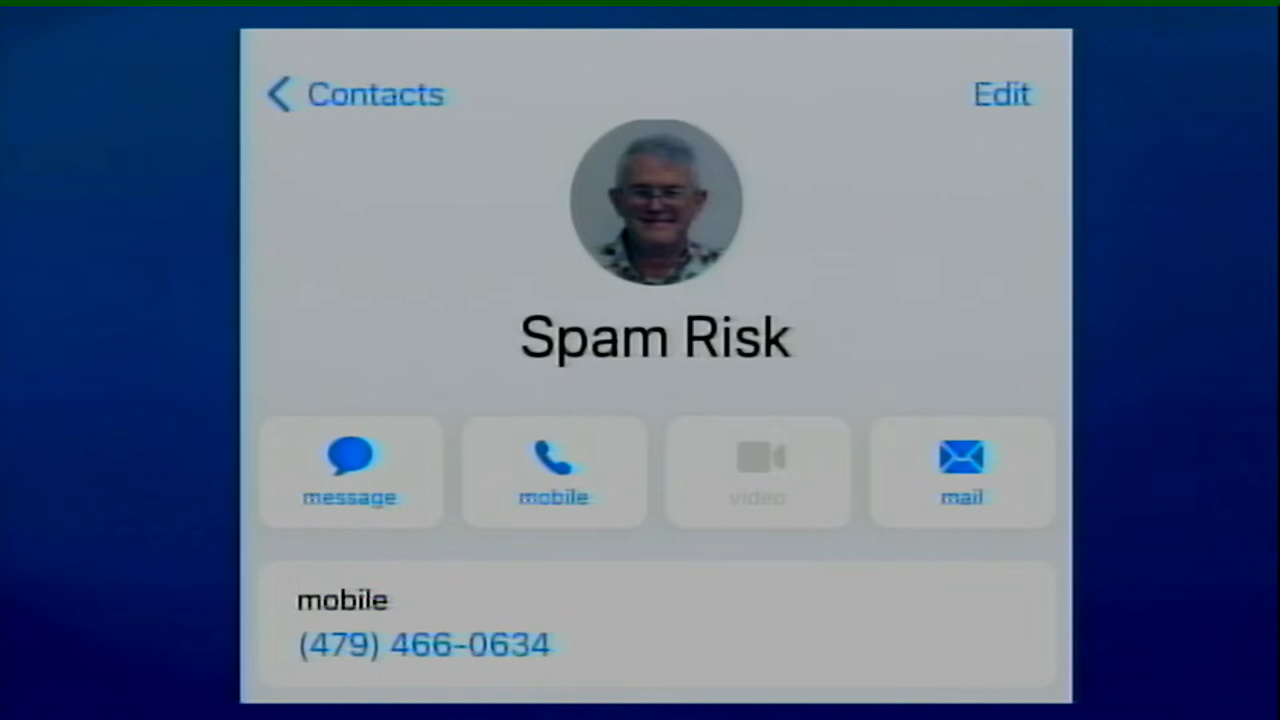 Contacts
Edit
Spam Risk
message
mobile
video
mail
mobile
(479) 466-0634